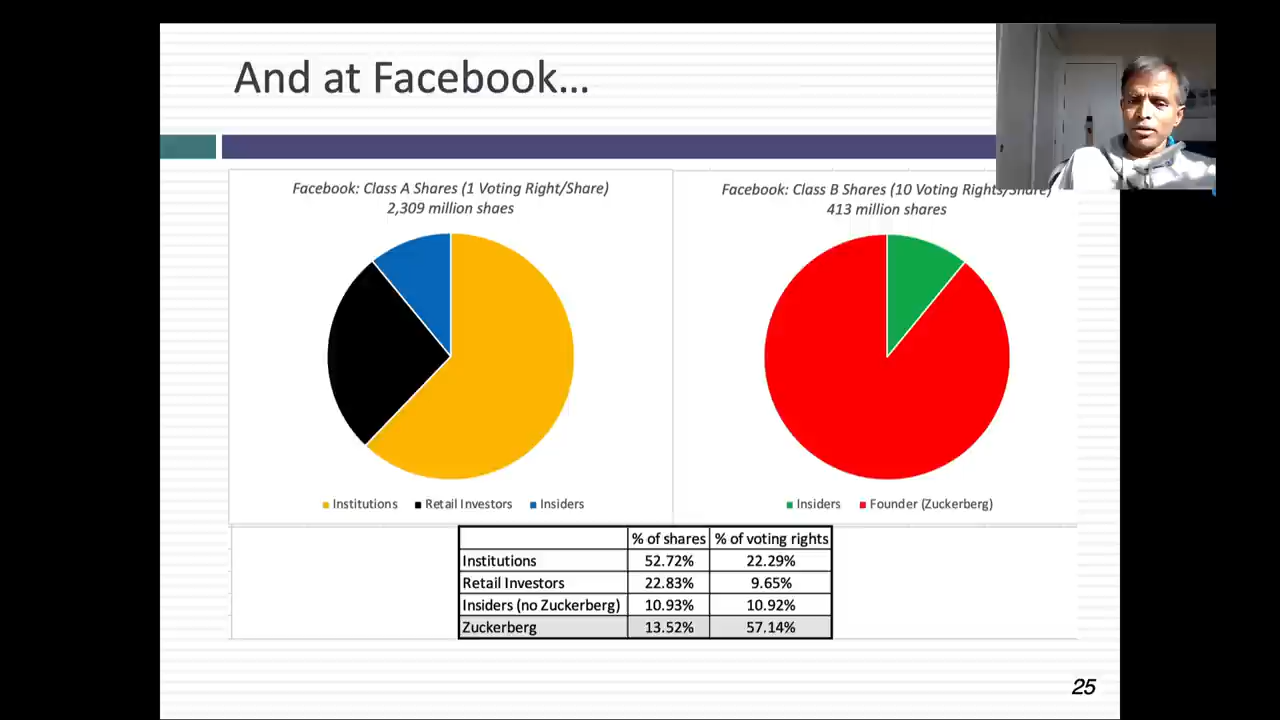 And at Facebook...
Facebook: Class A Shares (1 Voting Right/Share)
2,309 million shaes
Facebook: Class B Shares (10 Voting Rights/Share)
413 million shares
Institutions Retail Investors Insiders
Insiders Founder (Zuckerberg)
% of shares % of voting rights
Institutions 52.72% 22.29%
Retail Investors 22.83% 9.65%
Insiders (no Zuckerberg) 10.93% 10.92%
Zuckerberg 13.52% 57.14%
25